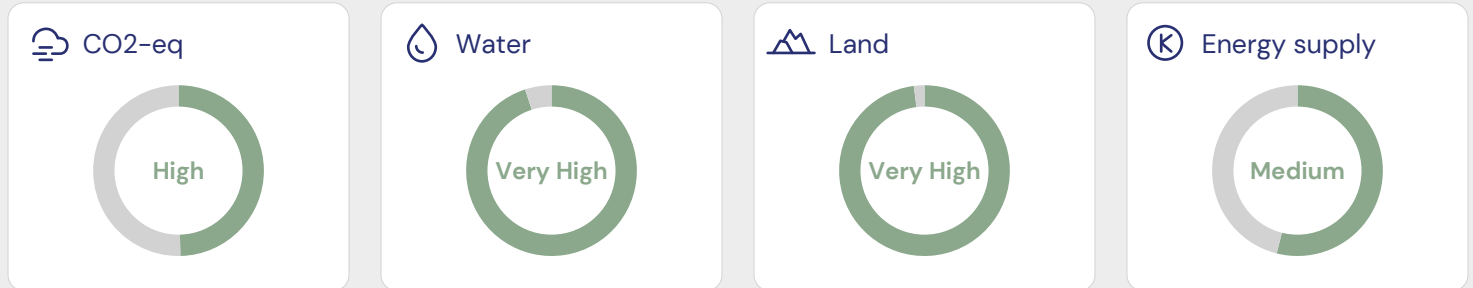 CO2-eq
High
Water
Very High
Land
Very High
Energy supply
Medium